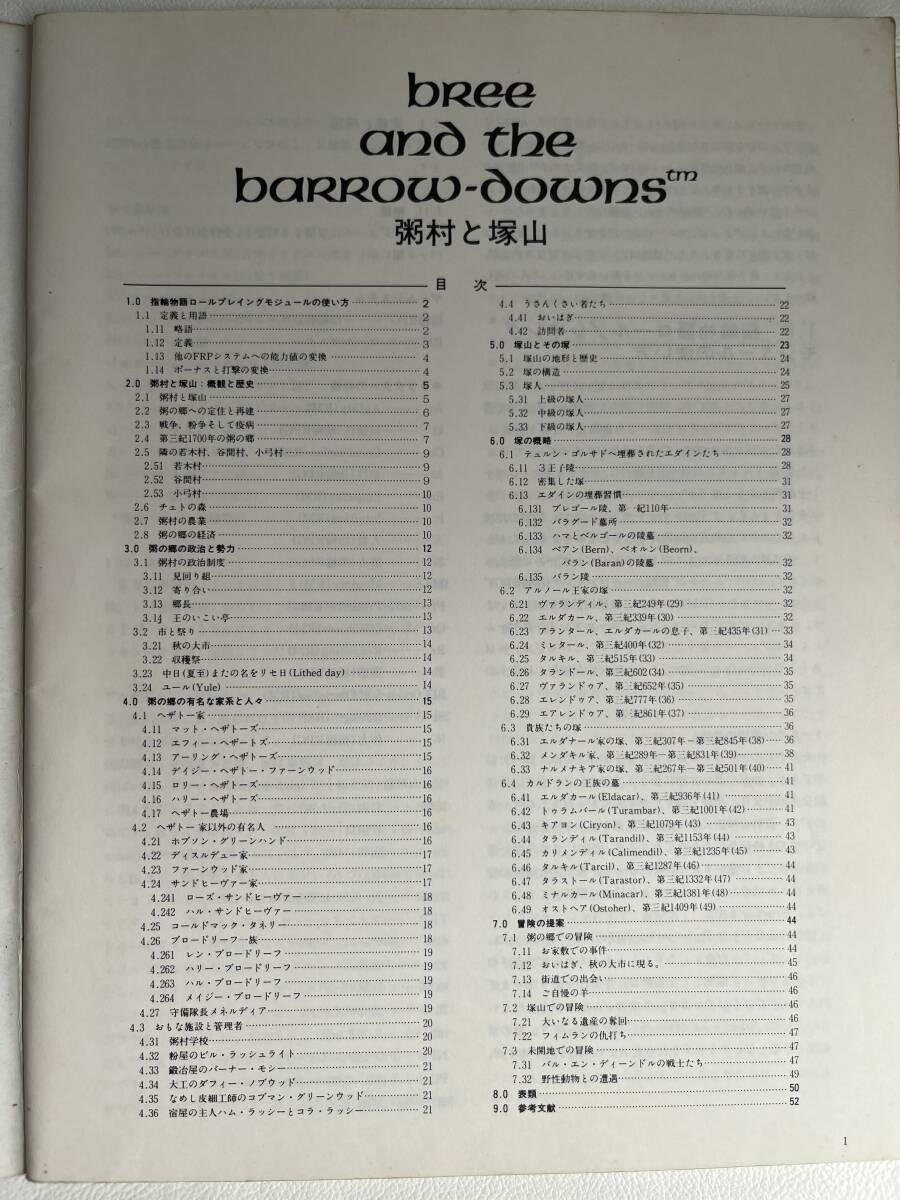 bree
and the
barrow-downs™
粥村と塚山
目 次
1.0 指輪物語ロールプレイングモジュールの使い方 2
1.1 定義と用語 2
1.11 略語 2
1.12 定義 3
1.13 他のFRPシステムへの能力値の変換 4
1.14 ボーナスと打撃の変換 4
2.0 粥村と塚山：概観と歴史 5
2.1 粥村と塚山 5
2.2 粥の郷への定住と再建 6
2.3 戦争、紛争そして疫病 7
2.4 第三紀1700年の粥の郷 7
2.5 隣の若木村、谷間村、小弓村 9
2.51 若木村 9
2.52 谷間村 9
2.53 小弓村 10
2.6 チェトの森 10
2.7 粥村の農業 10
2.8 粥の郷の経済 10
3.0 粥の郷の政治と勢力 12
3.1 粥村の政治制度 12
3.11 見回り組 12
3.12 寄り合い 12
3.13 郷長 13
3.14 王のいこい亭 13
3.2 市と祭り 13
3.21 秋の大市 14
3.22 収穫祭 14
3.23 中日(夏至)またの名をリセ日(Lithed day) 14
3.24 ユール(Yule) 14
4.0 粥の郷の有名な家系と人々 15
4.1 ヘザトー家 15
4.11 マット・ヘザトーズ 15
4.12 エフィー・ヘザートズ 15
4.13 アーリング・ヘザトーズ 15
4.14 デイジー・ヘザトー・ファーンウッド 16
4.15 ロリー・ヘザトーズ 16
4.16 ハリー・ヘザトーズ 16
4.17 ヘザトー農場 16
4.2 ヘザトー家以外の有名人 16
4.21 ホブソン・グリーンハンド 16
4.22 ディスルデュー家 17
4.23 ファーンウッド家 17
4.24 サンドヒーヴァー家 17
4.241 ローズ・サンドヒーヴァー 18
4.242 ハル・サンドヒーヴァー 18
4.25 コールドマック・タネリー 18
4.26 ブロードリーフ一族 18
4.261 レン・ブロードリーフ 19
4.262 ハリー・ブロードリーフ 19
4.263 ハル・ブロードリーフ 19
4.264 メイジー・ブロードリーフ 19
4.27 守備隊長メネルディア 19
4.3 おもな施設と管理者 20
4.31 粥村学校 20
4.32 粉屋のビル・ラッシュライト 20
4.33 鍛冶屋のバーナー・モシー 21
4.34 大工のダフィー・ノブウッド 21
4.35 なめし皮細工師のコブマン・グリーンウッド 21
4.36 宿屋の主人ハム・ラッシーとコラ・ラッシー 21
4.4 うさんくさい者たち 22
4.41 おいはぎ 22
4.42 訪問者 22
5.0 塚山とその塚 23
5.1 塚山の地形と歴史 24
5.2 塚の構造 24
5.3 塚人 25
5.31 上級の塚人 27
5.32 中級の塚人 27
5.33 下級の塚人 27
6.0 塚の概略 28
6.1 テュルン・ゴルサドへ埋葬されたエダインたち 28
6.11 3王子陵 28
6.12 密集した塚 31
6.13 エダインの埋葬習慣 31
6.131 ブレゴール陵、第一紀110年 31
6.132 バラグード墓所 32
6.133 ハマとベルゴールの陵墓 32
6.134 ベアン(Bern)、ベオルン(Beorn)、
バラン(Baran)の陵墓 32
6.135 バラン陵 32
6.2 アルノール王家の塚 32
6.21 ヴァランディル、第三紀249年(29) 32
6.22 エルダカール、第三紀339年(30) 32
6.23 アランタール、エルダカールの息子、第三紀435年(31) 33
6.24 ミレタール、第三紀400年(32) 34
6.25 タルキル、第三紀515年(33) 34
6.26 タランドール、第三紀602(34) 35
6.27 ヴァランドゥア、第三紀652年(35) 35
6.28 エレンドゥア、第三紀777年(36) 35
6.29 エアレンドゥア、第三紀861年(37) 36
6.3 貴族たちの塚 36
6.31 エルダナール家の塚、第三紀307年−第三紀845年(38) 36
6.32 メンダキル家、第三紀289年−第三紀831年(39) 38
6.33 ナルメナキア家の塚、第三紀267年−第三紀501年(40) 41
6.4 カルドランの王族の墓 41
6.41 エルダカール(Eldacar)、第三紀936年(41) 41
6.42 トゥラムバール(Turambar)、第三紀1001年(42) 41
6.43 キアヨン(Ciryon)、第三紀1079年(43) 43
6.44 タランディル(Tarandil)、第三紀1153年(44) 43
6.45 カリメンディル(Calimendil)、第三紀1235年(45) 43
6.46 タルキル(Tarcil)、第三紀1287年(46) 44
6.47 タラストール(Tarastor)、第三紀1332年(47) 44
6.48 ミナルカール(Minacar)、第三紀1381年(48) 44
6.49 オストヘア(Ostoher)、第三紀1409年(49) 44
7.0 冒険の提案 44
7.1 粥の郷での冒険 44
7.11 お家敷での事件 44
7.12 おいはぎ、秋の大市に現る。 45
7.13 街道での出会い 46
7.14 ご自慢の羊 46
7.2 塚山での冒険 46
7.21 大いなる遺産の奪回 46
7.22 フィムランの仇打ち 47
7.3 未開地での冒険 47
7.31 バル・エン・ディーンドルの戦士たち 47
7.32 野性動物との遭遇 49
8.0 表類 50
9.0 参考文献 52
1